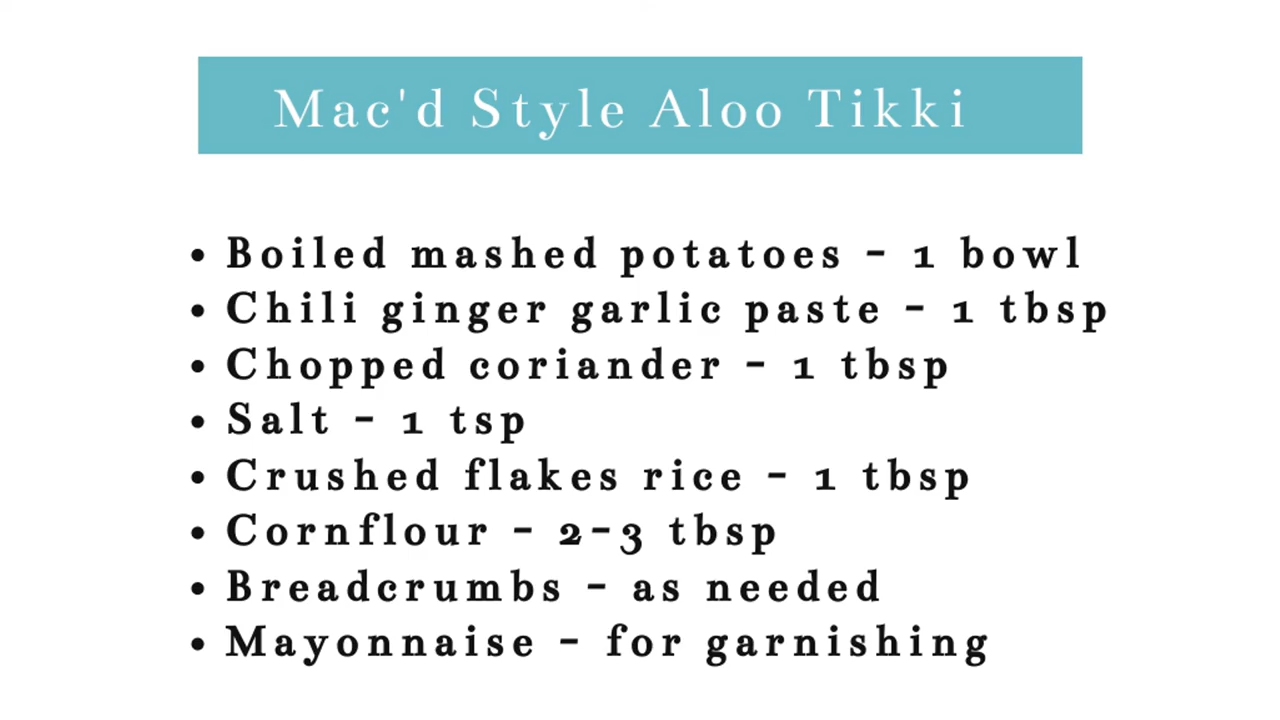 Mac'd Style Aloo Tikki
• Boiled mashed potatoes - 1 bowl
• Chili ginger garlic paste - 1 tbsp
• Chopped coriander - 1 tbsp
• Salt - 1 tsp
• Crushed flakes rice - 1 tbsp
• Cornflour - 2-3 tbsp
• Breadcrumbs - as needed
• Mayonnaise - for garnishing